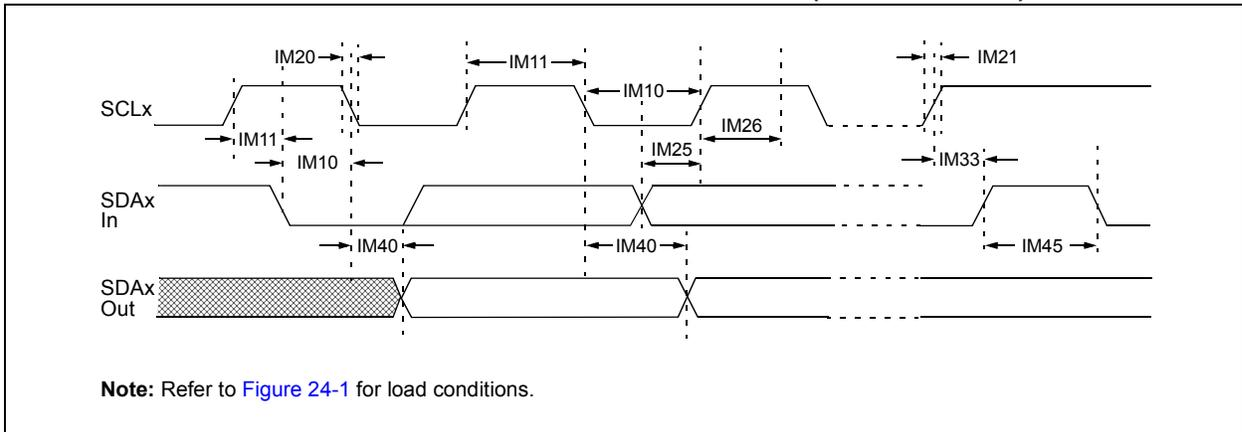 IM20
IM11
IM21
SCLx
IM10
IM11
IM26
IM10
IM25
IM33
SDAx
In
IM40
IM40
IM45
SDAx
Out
Note: Refer to Figure 24-1 for load conditions.